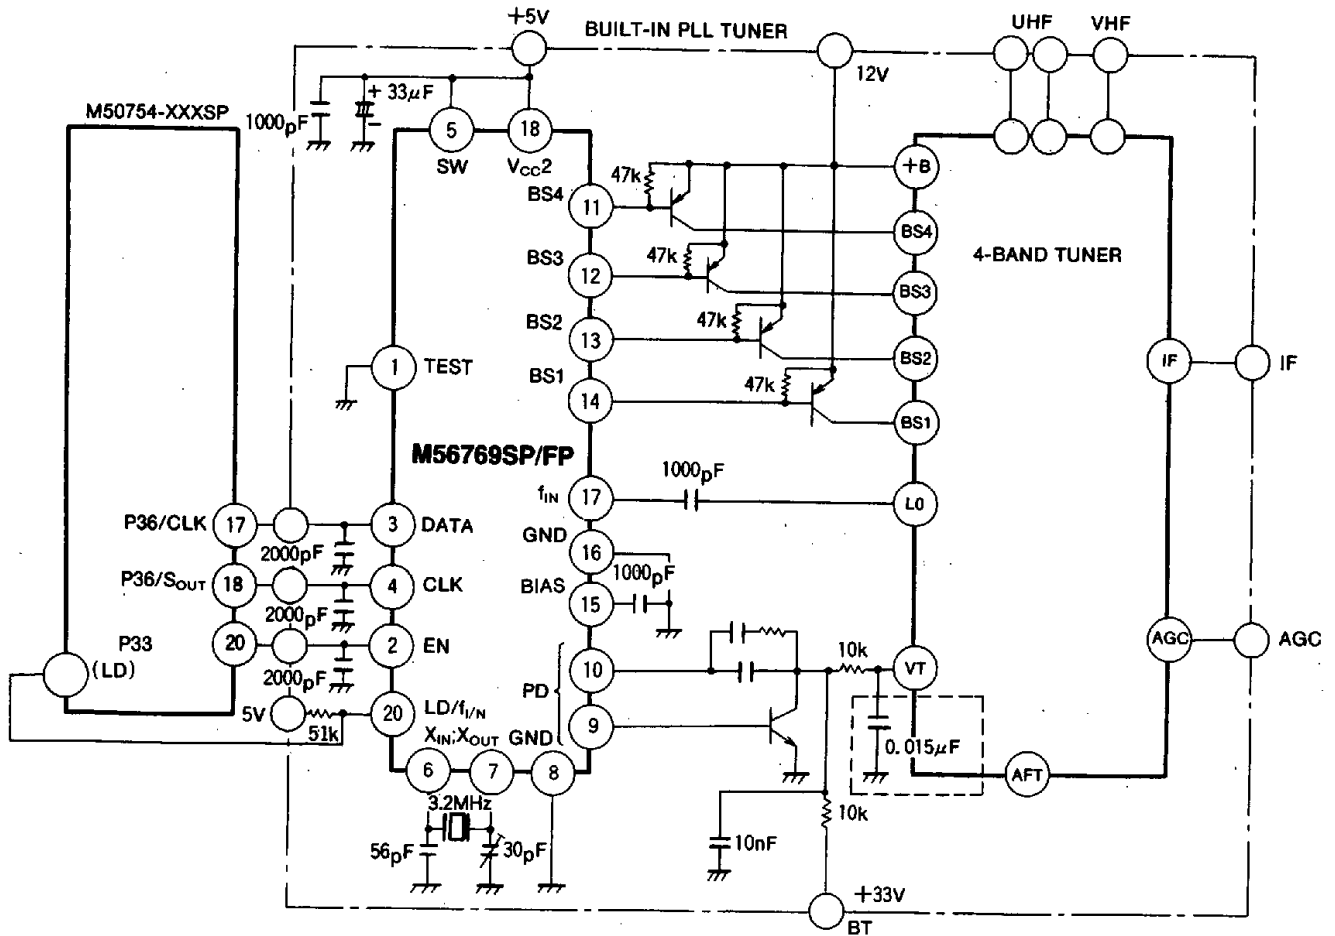 +5V
BUILT-IN PLL TUNER
UHF
VHF
12V
M50754-XXXSP
1000pF
+ 33μF
-
5
SW
18
VCC2
BS4
11
47k
+B
BS4
BS3
12
47k
BS3
4-BAND TUNER
BS2
13
47k
BS2
1
TEST
BS1
14
47k
BS1
IF
IF
M56769SP/FP
fIN
17
1000pF
LO
P36/CLK
17
2000pF
3
DATA
GND
16
P36/SOUT
18
2000pF
4
CLK
BIAS
15
1000pF
P33
(LD)
20
2000pF
2
EN
PD
10
9
10k
VT
AGC
AGC
5V
51k
20
LD/fI/N
XIN;XOUT
GND
6
7
8
0.015μF
AFT
3.2MHz
56pF
30pF
10nF
10k
+33V
BT